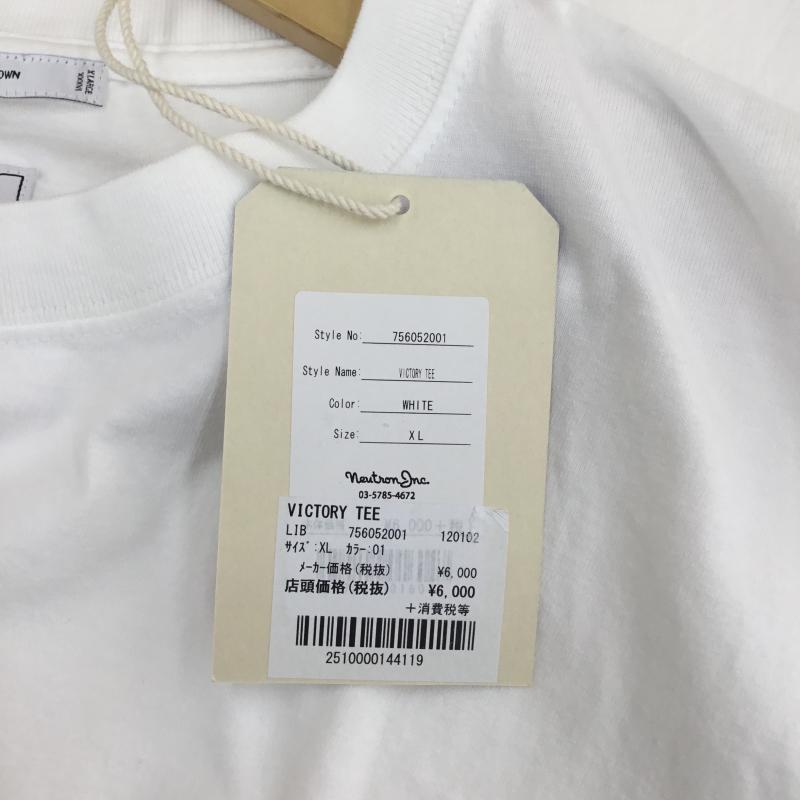 OWN
X LARGE
Style No: 756052001
Style Name: VICTORY TEE
Color: WHITE
Size: XL
Neutron Inc.
03-5785-4672
VICTORY TEE
LIB 756052001 120102
ｻｲｽﾞ:XL ｶﾗｰ:01
メーカー価格(税抜) ¥6,000
店頭価格(税抜) ¥6,000
＋消費税等
2510000144119